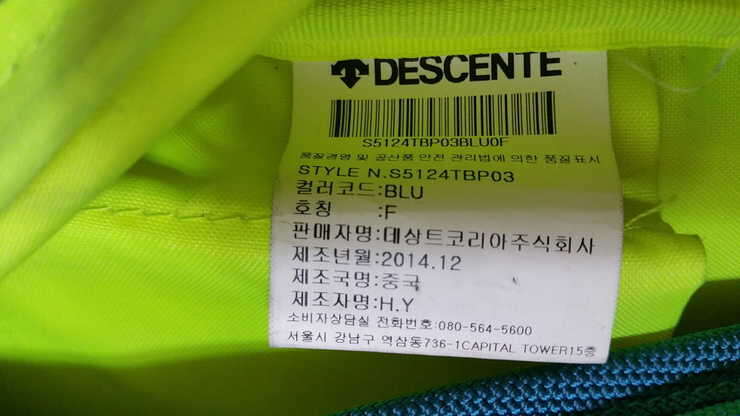 DESCENTE
S5124TBP03BLU0F
품질경영 및 공산품 안전 관리법에 의한 품질표시
STYLE N.S5124TBP03
컬러코드:BLU
호칭 :F
판매자명:데상트코리아주식회사
제조년월:2014.12
제조국명:중국
제조자명:H.Y
소비자상담실 전화번호:080-564-5600
서울시 강남구 역삼동736-1CAPITAL TOWER15층